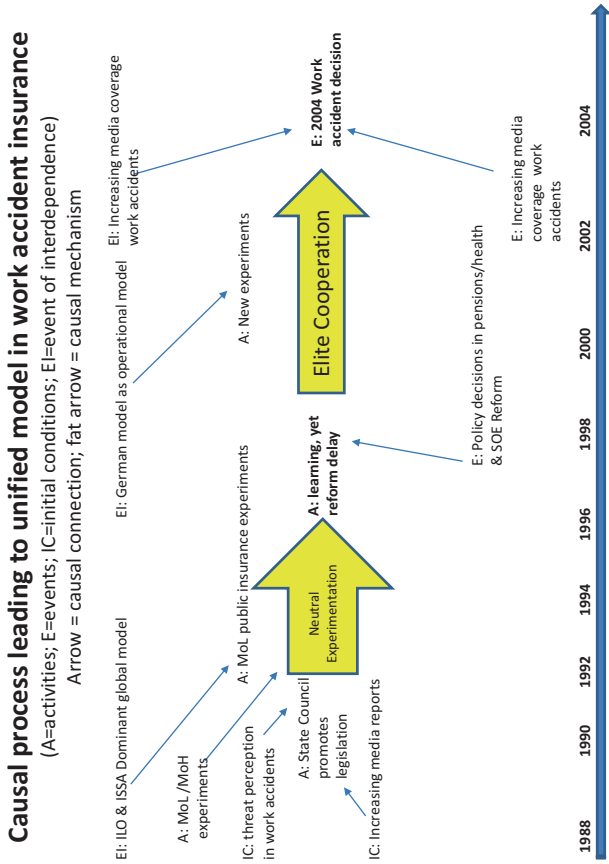 Causal process leading to unified model in work accident insurance
(A=activities; E=events; IC=initial conditions; EI=event of interdependence)
Arrow = causal connection; fat arrow = causal mechanism
EI: ILO & ISSA Dominant global model
EI: German model as operational model
EI: Increasing media coverage
work accidents
A: MoL /MoH
experiments
A: MoL public insurance experiments
A: New experiments
IC: threat perception
in work accidents
A: State Council
promotes
legislation
Neutral
Experimentation
A: learning, yet
reform delay
Elite Cooperation
E: 2004 Work
accident decision
IC: Increasing media reports
E: Policy decisions in pensions/health
& SOE Reform
E: Increasing media
coverage work
accidents
1988 1990 1992 1994 1996 1998 2000 2002 2004